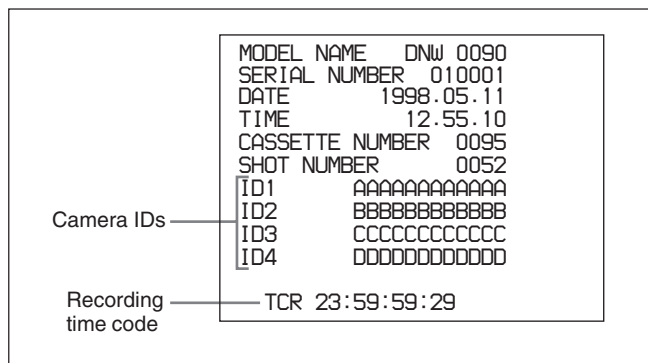 MODEL NAME DNW 0090
SERIAL NUMBER 010001
DATE 1998.05.11
TIME 12.55.10
CASSETTE NUMBER 0095
SHOT NUMBER 0052
Camera IDs
ID1 AAAAAAAAAAAA
ID2 BBBBBBBBBBBB
ID3 CCCCCCCCCCCC
ID4 DDDDDDDDDDDD
Recording
time code
TCR 23:59:59:29